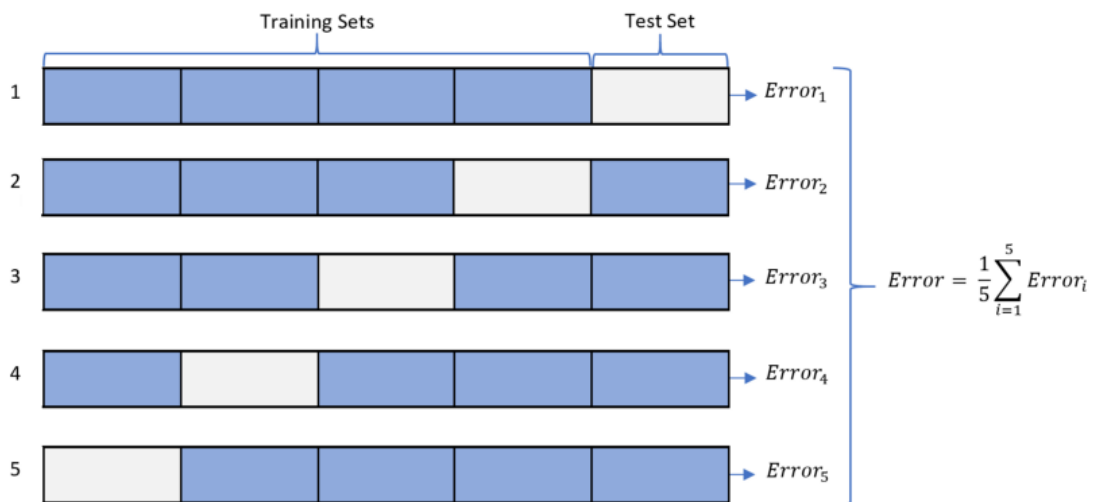 Training Sets
Test Set
1
Error₁
2
Error₂
3
Error₃
Error = 1/5 ∑_{i=1}^{5} Error_i
4
Error₄
5
Error₅